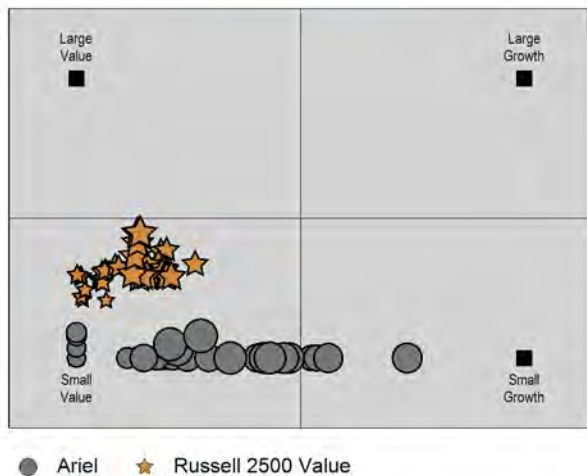 Large
Value
Large
Growth
Small
Value
Small
Growth
Ariel
Russell 2500 Value